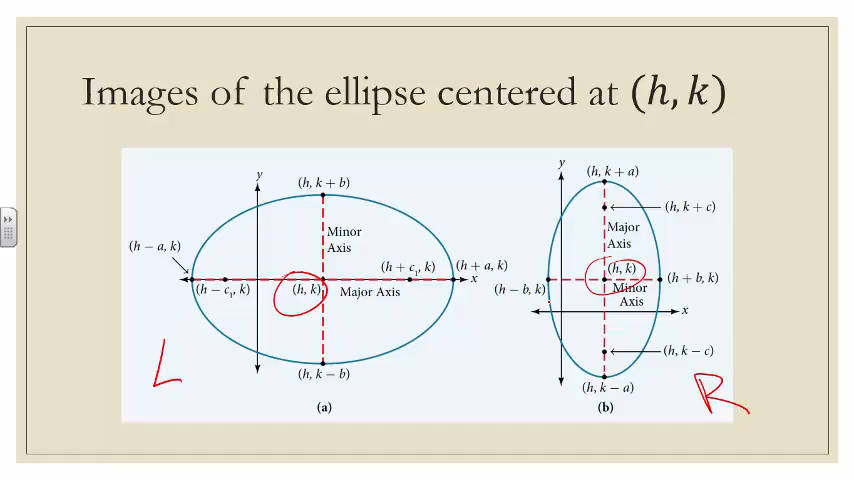 Images of the ellipse centered at (h, k)
y
(h, k + b)
Minor
Axis
(h − a, k)
(h + c₁, k)
(h + a, k)
x
(h − c₁, k)
(h, k)
Major Axis
(h, k − b)
L
(a)
y
(h, k + a)
(h, k + c)
Major
Axis
(h, k)
(h + b, k)
(h − b, k)
Minor
Axis
x
(h, k − c)
(h, k − a)
R
(b)